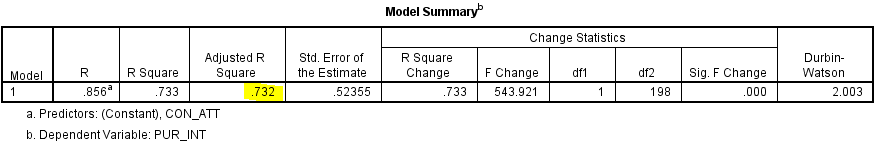 Model Summaryb
Change Statistics
Model R R Square Adjusted R Square Std. Error of the Estimate R Square Change F Change df1 df2 Sig. F Change Durbin-Watson
1 .856a .733 .732 .52355 .733 543.921 1 198 .000 2.003
a. Predictors: (Constant), CON_ATT
b. Dependent Variable: PUR_INT